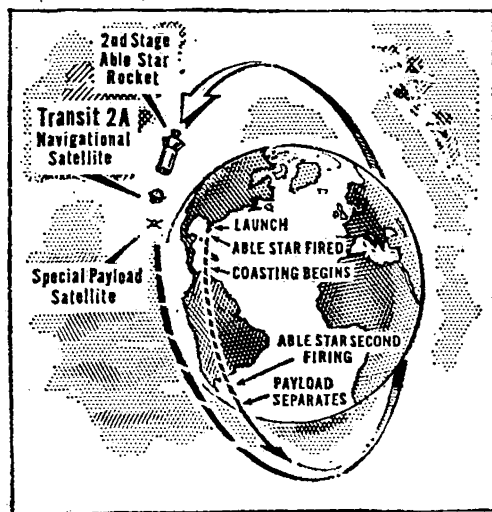 2nd Stage
Able Star
Rocket
Transit 2A
Navigational
Satellite
Special Payload
Satellite
LAUNCH
ABLE STAR FIRED
COASTING BEGINS
ABLE STAR SECOND
FIRING
PAYLOAD
SEPARATES